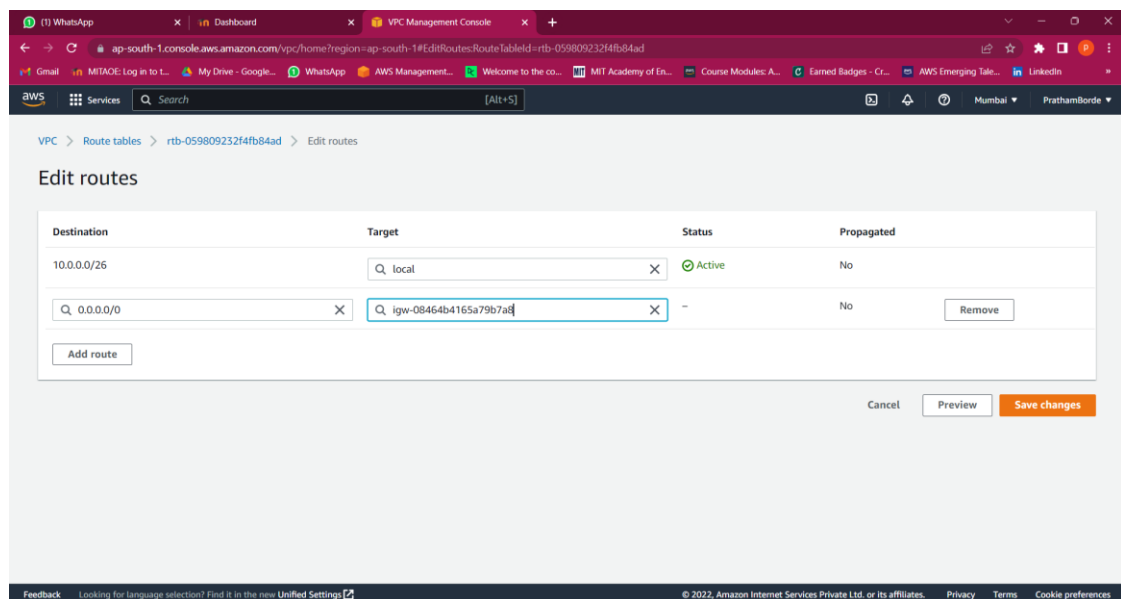 (1) WhatsApp
Dashboard
VPC Management Console
ap-south-1.console.aws.amazon.com/vpc/home?region=ap-south-1#EditRoutes:RouteTableId=rtb-059809232f4fb84ad
Gmail MITAOE: Log in to t... My Drive - Google... WhatsApp AWS Management... Welcome to the co... MIT Academy of En... Course Modules: A... Earned Badges - Cr... AWS Emerging Tale... LinkedIn »
aws Services Search [Alt+S] Mumbai PrathamBorde
VPC > Route tables > rtb-059809232f4fb84ad > Edit routes
Edit routes
Destination Target Status Propagated
10.0.0.0/26 local Active No
0.0.0.0/0 igw-08464b4165a79b7a8 – No Remove
Add route
Cancel Preview Save changes
Feedback Looking for language selection? Find it in the new Unified Settings © 2022, Amazon Internet Services Private Ltd. or its affiliates. Privacy Terms Cookie preferences